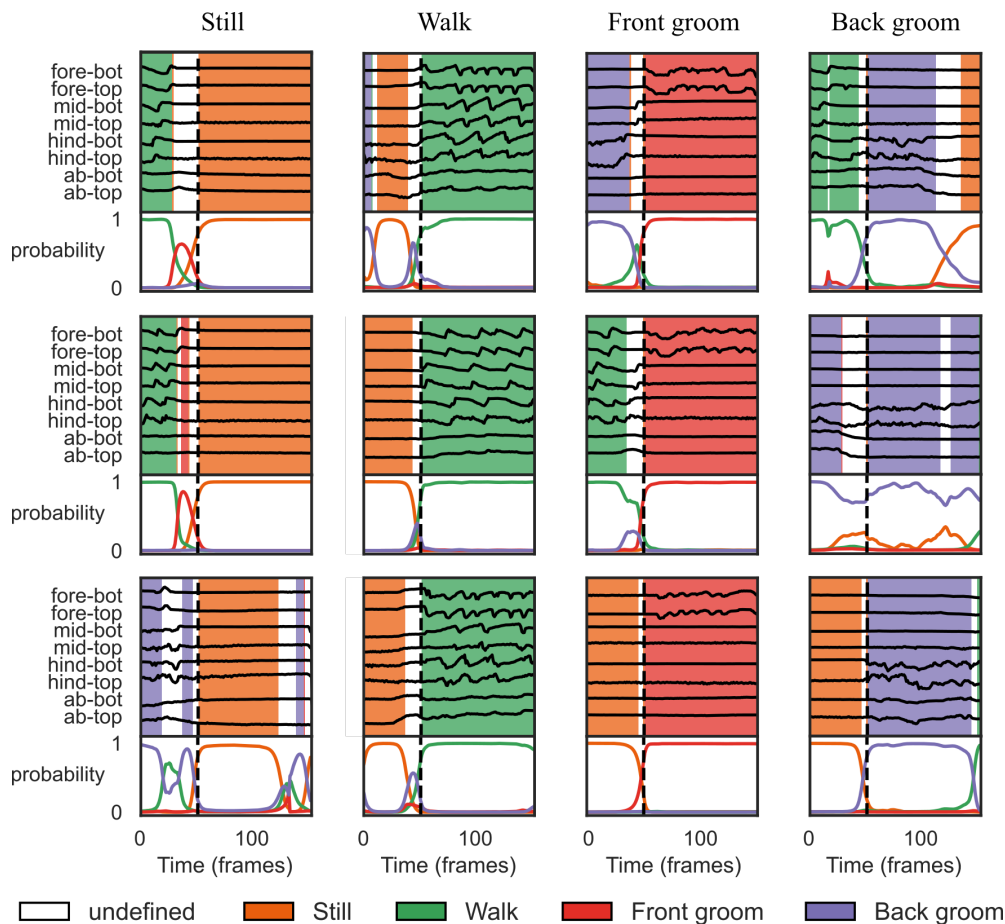 Still Walk Front groom Back groom
fore-bot
fore-top
mid-bot
mid-top
hind-bot
hind-top
ab-bot
ab-top
1
probability
0
fore-bot
fore-top
mid-bot
mid-top
hind-bot
hind-top
ab-bot
ab-top
1
probability
0
fore-bot
fore-top
mid-bot
mid-top
hind-bot
hind-top
ab-bot
ab-top
1
probability
0
0 100 0 100 0 100 0 100
Time (frames) Time (frames) Time (frames) Time (frames)
undefined Still Walk Front groom Back groom